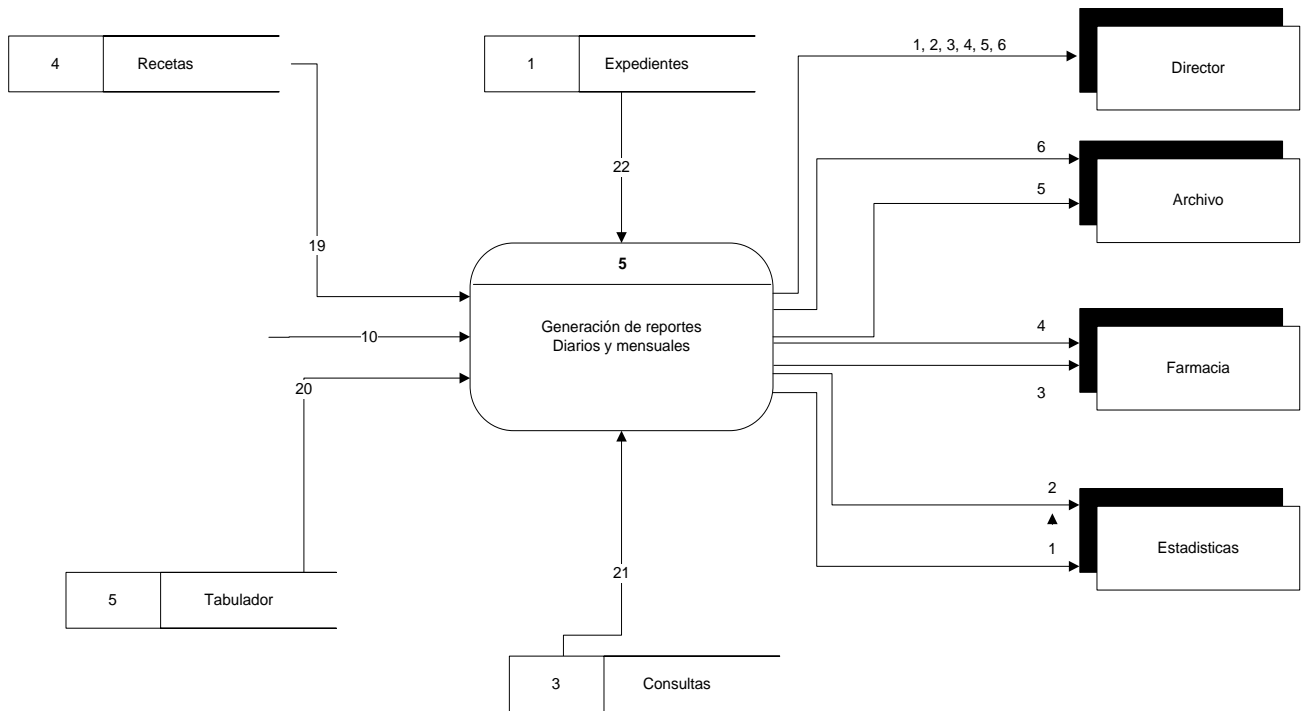 4 Recetas
1 Expedientes
1, 2, 3, 4, 5, 6
Director
6
22
5
Archivo
19
5
Generación de reportes
Diarios y mensuales
10
4
Farmacia
20
3
2
1
Estadisticas
21
5 Tabulador
3 Consultas